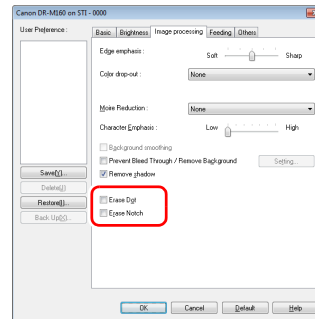 Canon DR-M160 on STI - 0000
User Preference :
Basic Brightness Image processing Feeding Others
Edge emphasis : Soft Sharp
Color drop-out : None
Moire Reduction : None
Character Emphasis : Low High
Background smoothing
Prevent Bleed Through / Remove Background Setting...
Remove shadow
Save(Y)...
Delete(J)
Restore(I)...
Back Up(X)...
Erase Dot
Erase Notch
OK Cancel Default Help